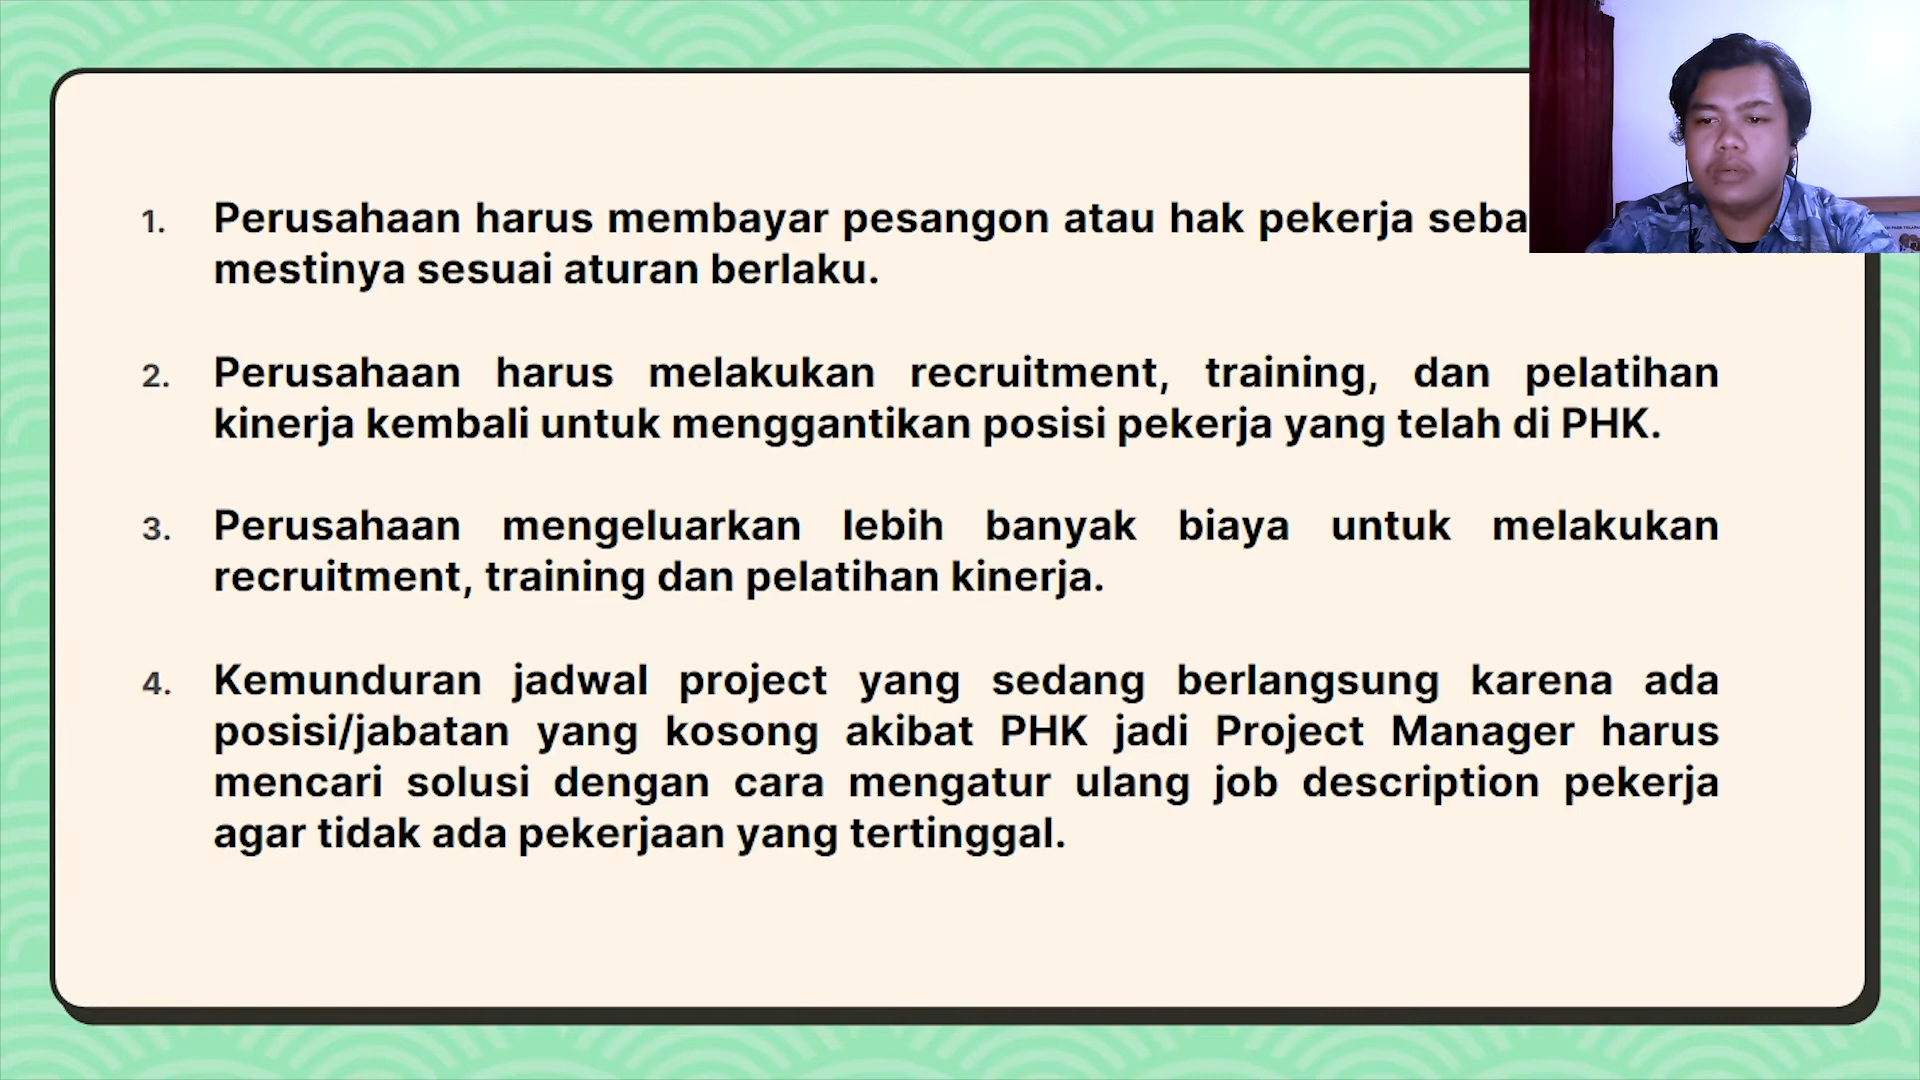 1. Perusahaan harus membayar pesangon atau hak pekerja
mestinya sesuai aturan berlaku.
2. Perusahaan harus melakukan recruitment, training, dan pelatihan
kinerja kembali untuk menggantikan posisi pekerja yang telah di PHK.
3. Perusahaan mengeluarkan lebih banyak biaya untuk melakukan
recruitment, training dan pelatihan kinerja.
4. Kemunduran jadwal project yang sedang berlangsung karena ada
posisi/jabatan yang kosong akibat PHK jadi Project Manager harus
mencari solusi dengan cara mengatur ulang job description pekerja
agar tidak ada pekerjaan yang tertinggal.